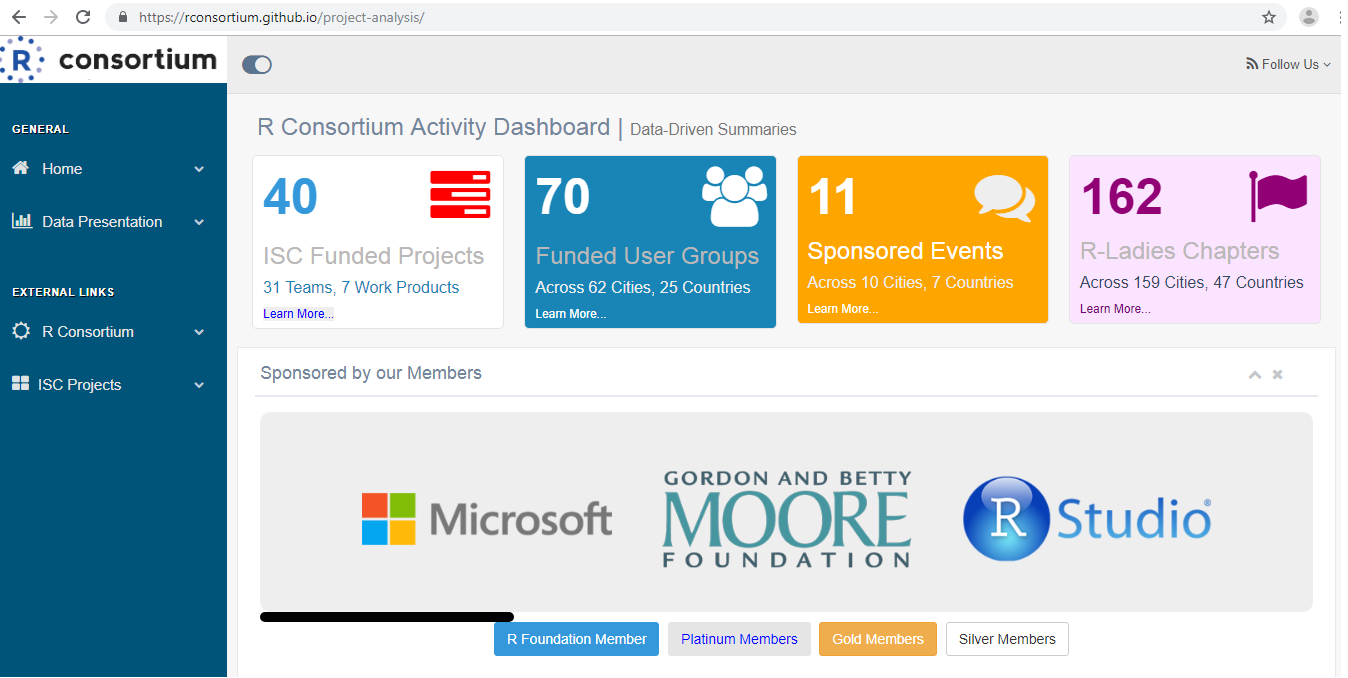 https://rconsortium.github.io/project-analysis/
R consortium
Follow Us
GENERAL
Home
Data Presentation
EXTERNAL LINKS
R Consortium
ISC Projects
R Consortium Activity Dashboard | Data-Driven Summaries
40
ISC Funded Projects
31 Teams, 7 Work Products
Learn More...
70
Funded User Groups
Across 62 Cities, 25 Countries
Learn More...
11
Sponsored Events
Across 10 Cities, 7 Countries
Learn More...
162
R-Ladies Chapters
Across 159 Cities, 47 Countries
Learn More...
Sponsored by our Members
Microsoft
GORDON AND BETTY
MOORE
FOUNDATION
R Studio®
R Foundation Member
Platinum Members
Gold Members
Silver Members